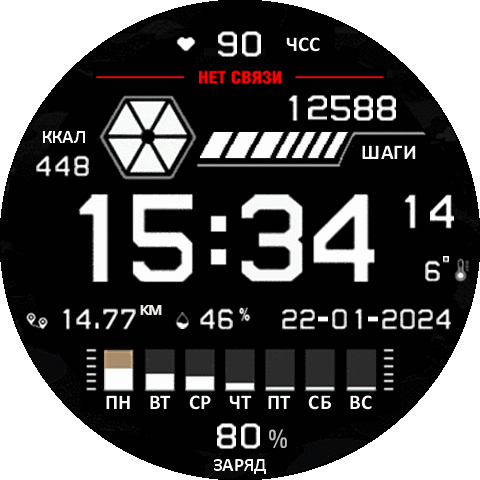 90 ЧСС
НЕТ СВЯЗИ
12588
ККАЛ
448
ШАГИ
15:34 14
6°
14.77 КМ 46% 22-01-2024
ПН ВТ СР ЧТ ПТ СБ ВС
80 %
ЗАРЯД